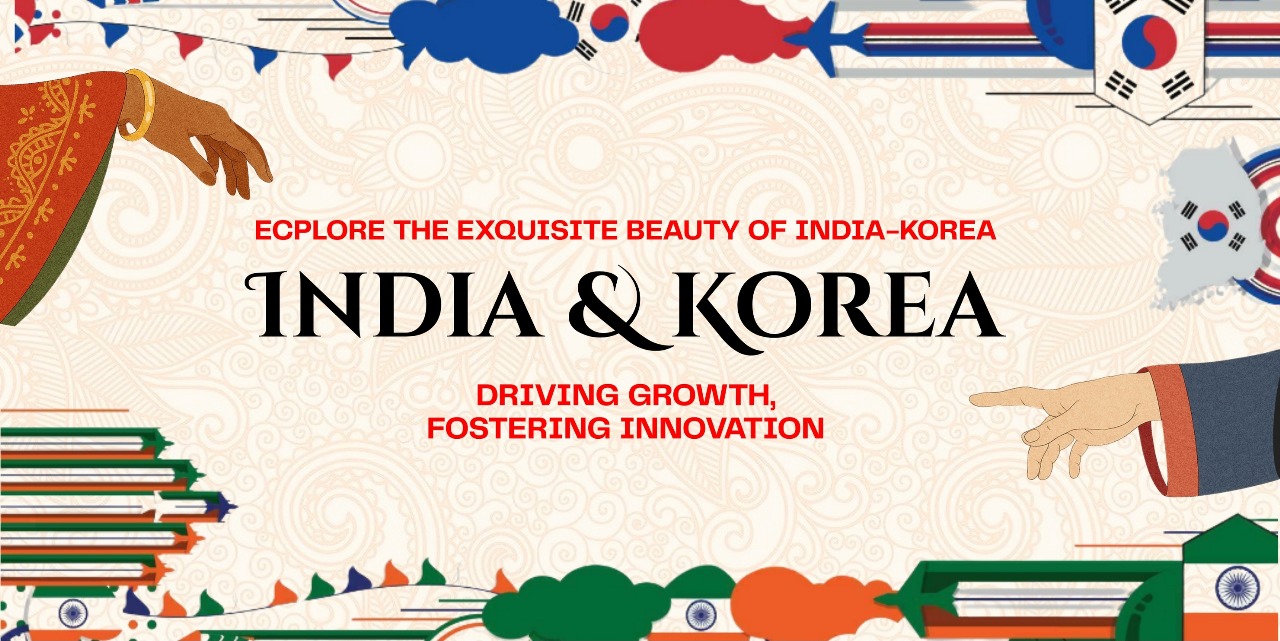 ECPLORE THE EXQUISITE BEAUTY OF INDIA-KOREA
INDIA & KOREA
DRIVING GROWTH,
FOSTERING INNOVATION